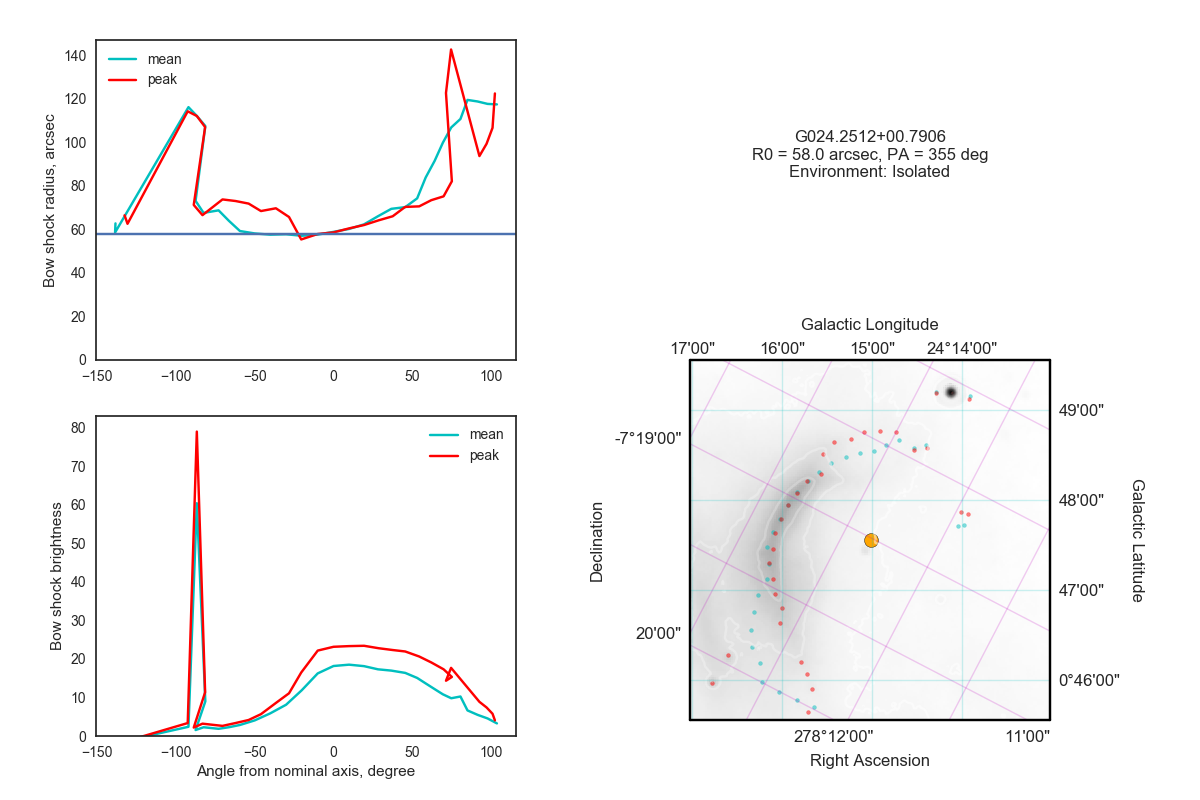 140
120
100
80
60
40
20
0
Bow shock radius, arcsec
mean
peak
−150
−100
−50
0
50
100
80
70
60
50
40
30
20
10
0
Bow shock brightness
mean
peak
−150
−100
−50
0
50
100
Angle from nominal axis, degree
G024.2512+00.7906
R0 = 58.0 arcsec, PA = 355 deg
Environment: Isolated
Galactic Longitude
17'00" 16'00" 15'00" 24°14'00"
-7°19'00"
20'00"
Declination
49'00"
48'00"
47'00"
0°46'00"
Galactic Latitude
278°12'00" 11'00"
Right Ascension